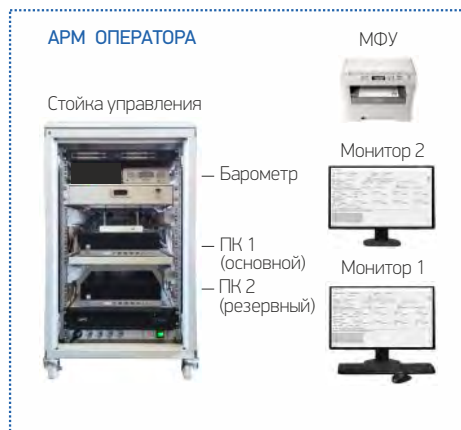 АРМ ОПЕРАТОРА
МФУ
Стойка управления
Барометр
Монитор 2
ПК 1
(основной)
Монитор 1
ПК 2
(резервный)